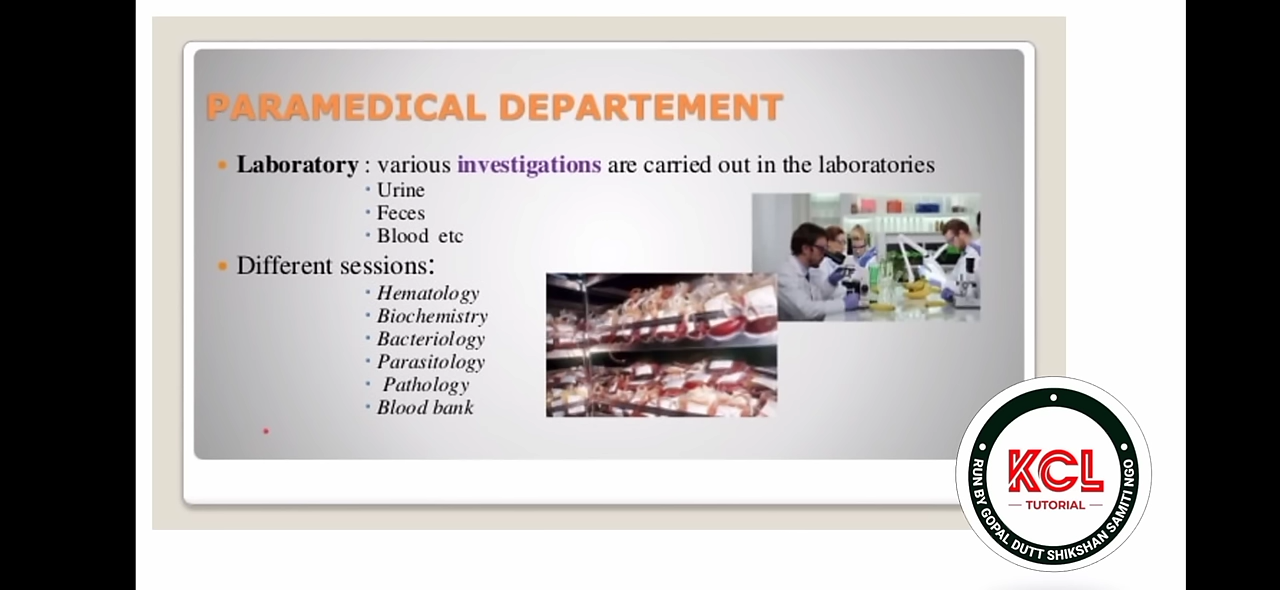 PARAMEDICAL DEPARTEMENT
Laboratory : various investigations are carried out in the laboratories
Urine
Feces
Blood etc
Different sessions:
Hematology
Biochemistry
Bacteriology
Parasitology
Pathology
Blood bank
KCL
TUTORIAL
RUN BY GOPAL DUTT SHIKSHAN SAMITI NGO